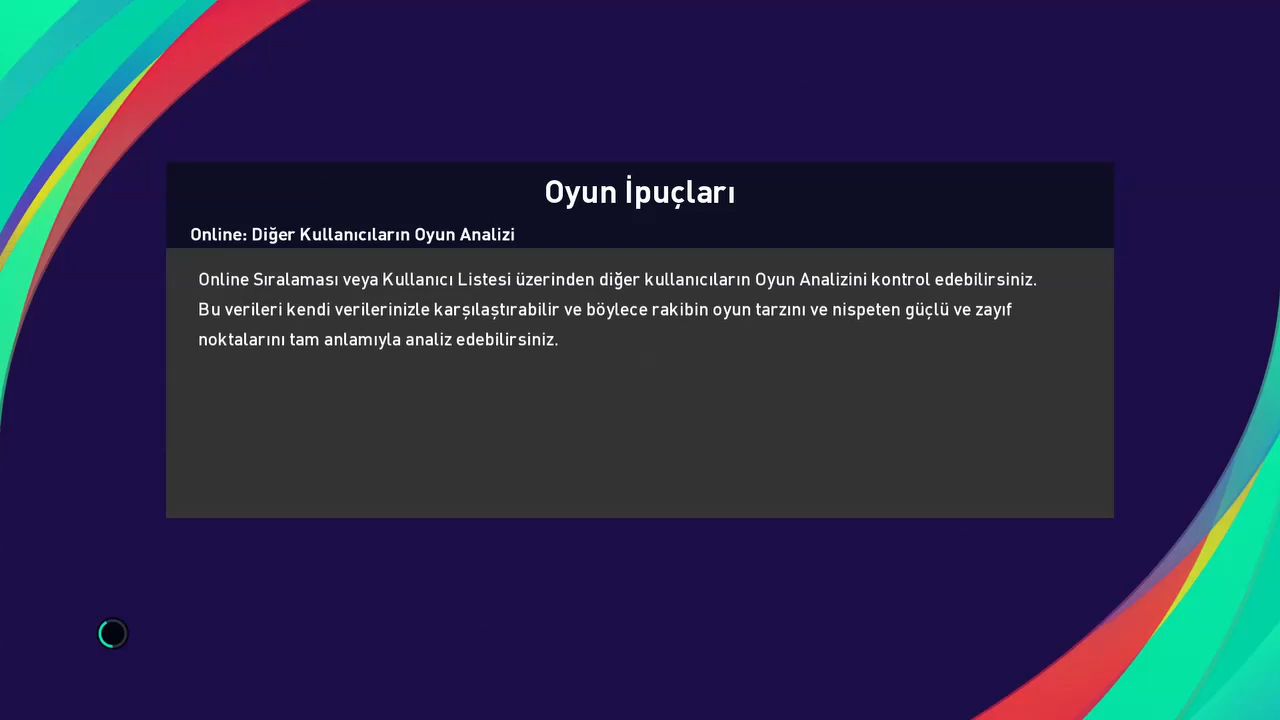 Oyun İpuçları
Online: Diğer Kullanıcıların Oyun Analizi
Online Sıralaması veya Kullanıcı Listesi üzerinden diğer kullanıcıların Oyun Analizini kontrol edebilirsiniz.
Bu verileri kendi verilerinizle karşılaştırabilir ve böylece rakibin oyun tarzını ve nispeten güçlü ve zayıf
noktalarını tam anlamıyla analiz edebilirsiniz.